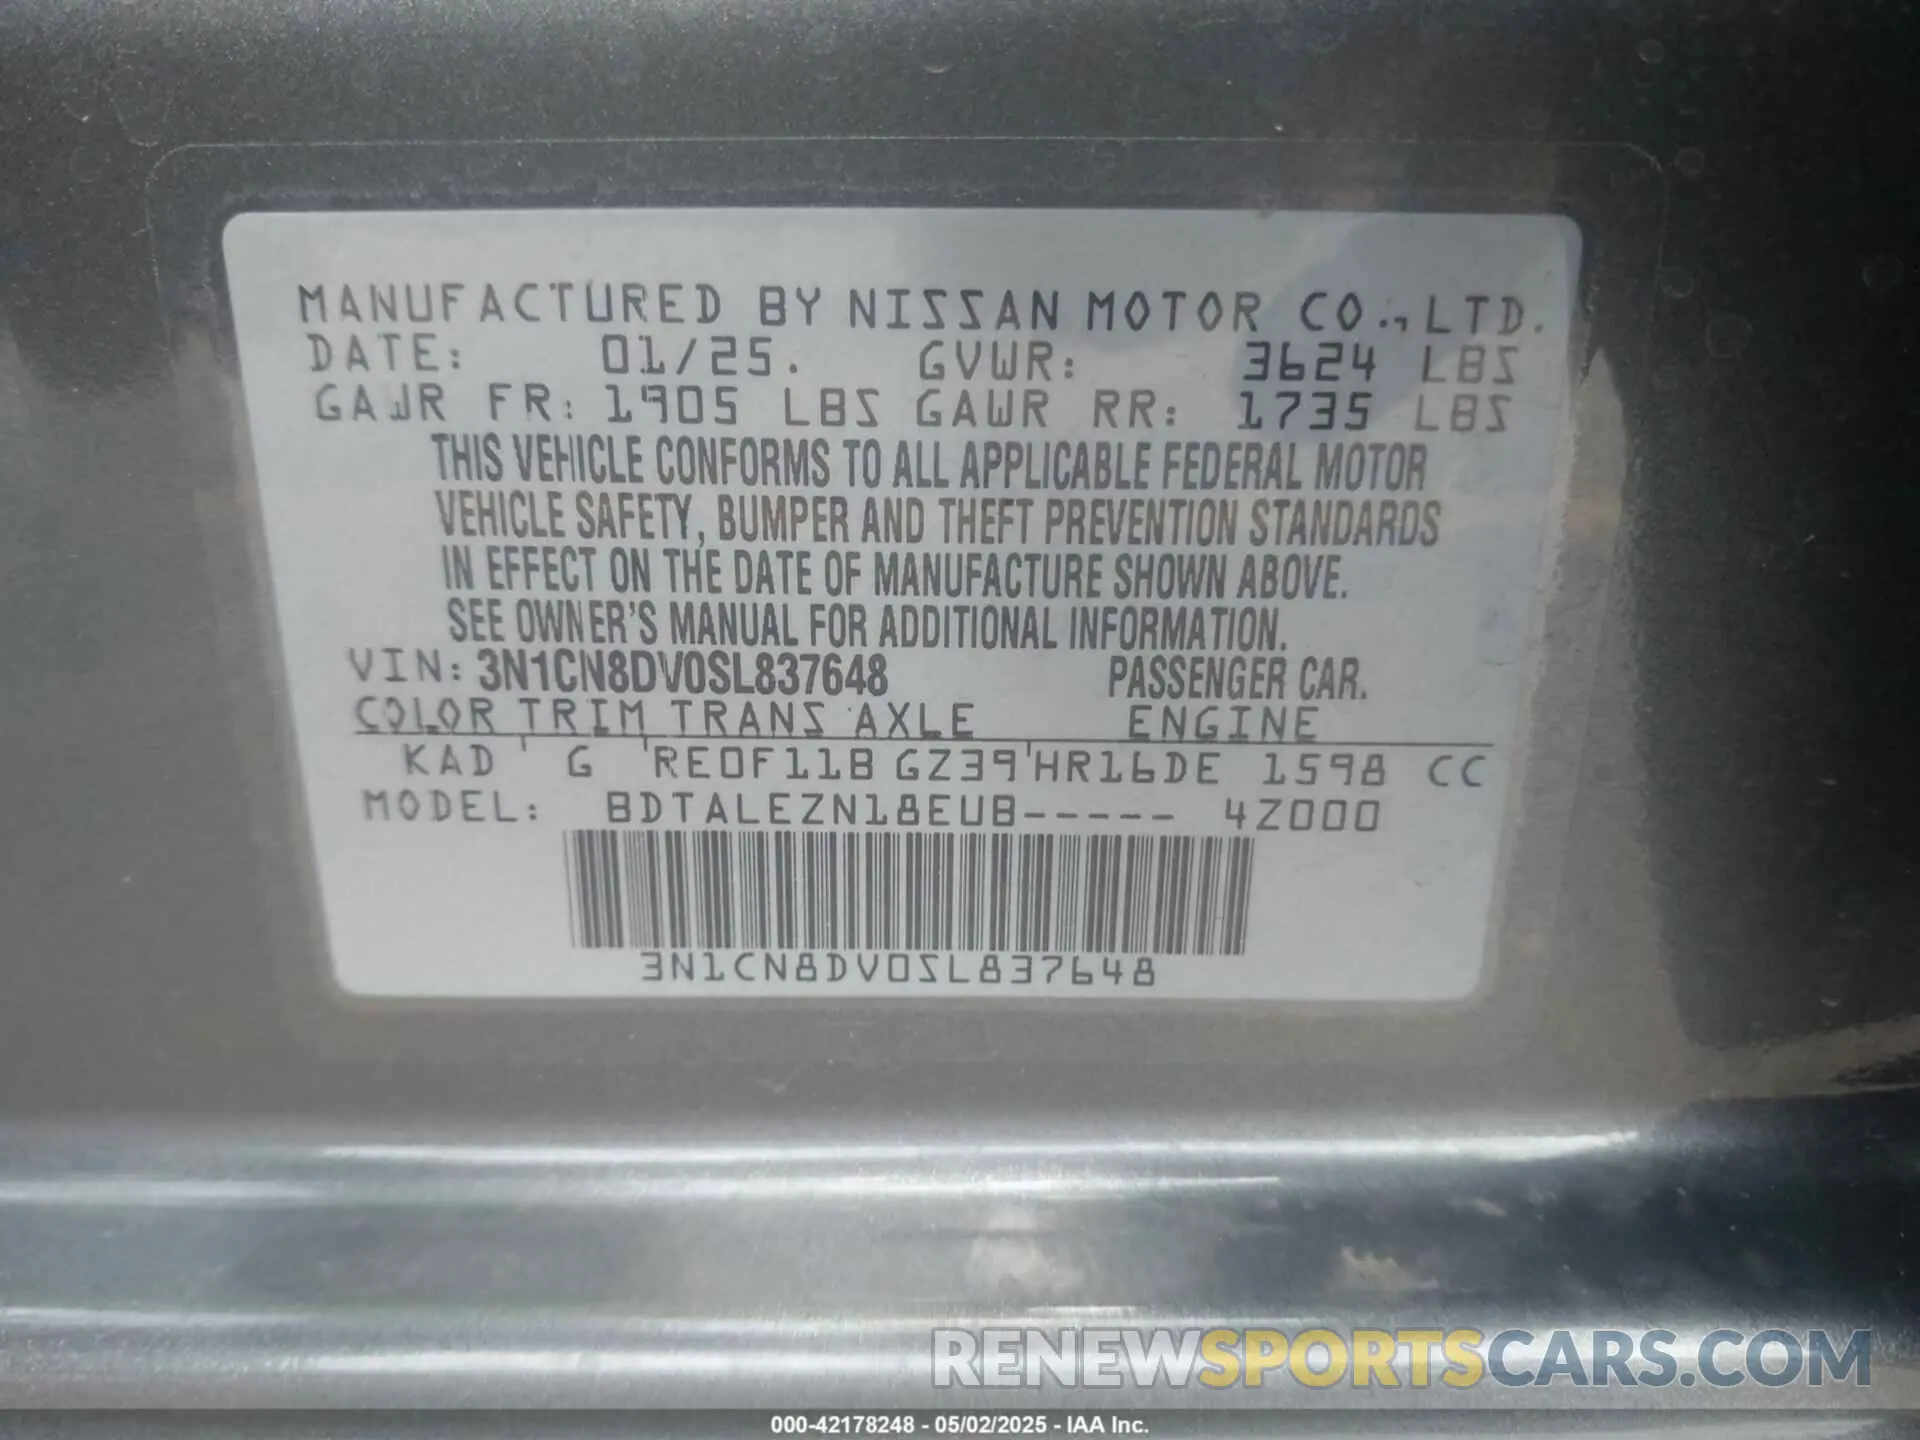 MANUFACTURED BY NISSAN MOTOR CO., LTD.
DATE: 01/25. GVWR: 3624 LBS
GAWR FR: 1905 LBS GAWR RR: 1735 LBS
THIS VEHICLE CONFORMS TO ALL APPLICABLE FEDERAL MOTOR
VEHICLE SAFETY, BUMPER AND THEFT PREVENTION STANDARDS
IN EFFECT ON THE DATE OF MANUFACTURE SHOWN ABOVE.
SEE OWNER'S MANUAL FOR ADDITIONAL INFORMATION.
VIN: 3N1CN8DV0SL837648 PASSENGER CAR.
COLOR TRIM TRANS AXLE ENGINE
KAD G RE0F11B GZ39 HR16DE 1598 CC
MODEL: BDTALEZN18EUB----- 4Z000
3N1CN8DV0SL837648
RENEWSPORTSCARS.COM
000-42178248 - 05/02/2025 - IAA Inc.